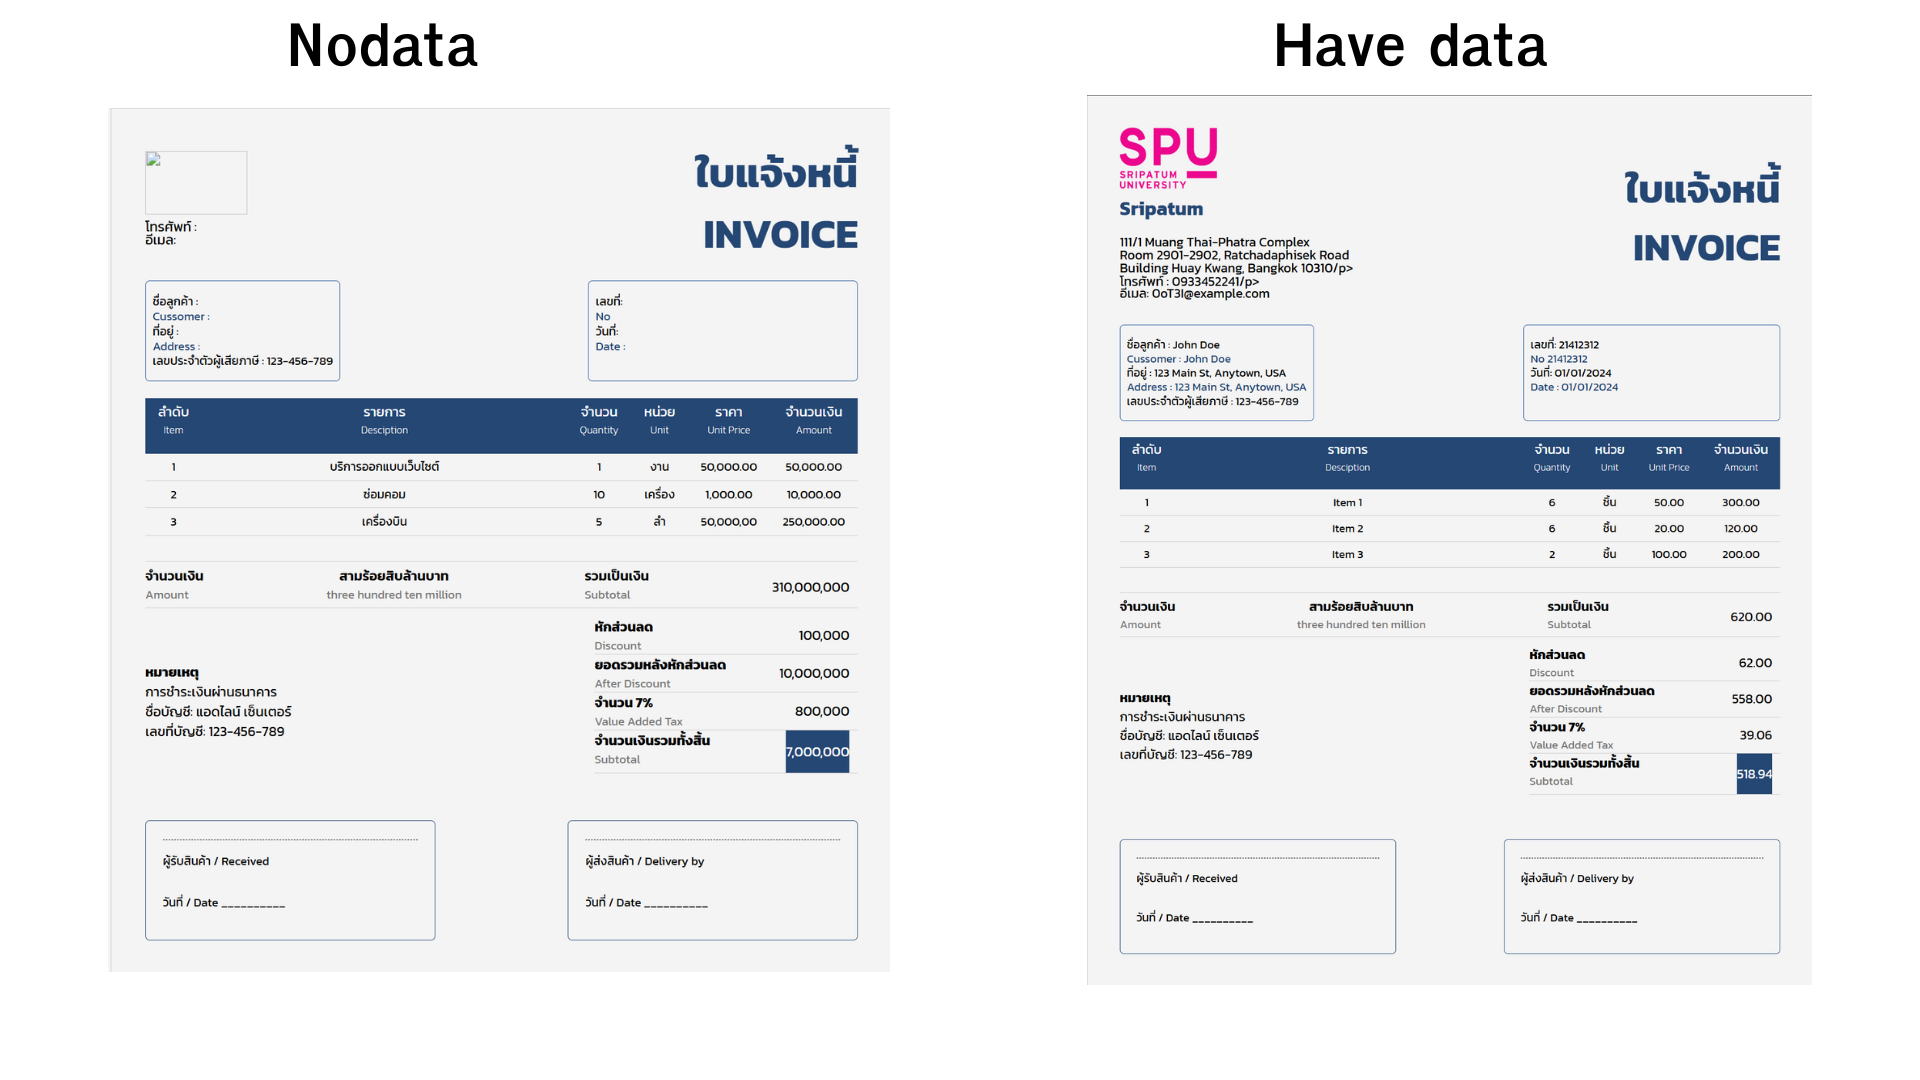 Nodata
Have data
โทรศัพท์ :
อีเมล:
ใบแจ้งหนี้
INVOICE
ชื่อลูกค้า :
Cussomer :
ที่อยู่ :
Address :
เลขประจำตัวผู้เสียภาษี : 123-456-789
เลขที่:
No
วันที่:
Date :
ลำดับ รายการ จำนวน หน่วย ราคา จำนวนเงิน
Item Desciption Quantity Unit Unit Price Amount
1 บริการออกแบบเว็บไซต์ 1 งาน 50,000.00 50,000.00
2 ซ่อมคอม 10 เครื่อง 1,000.00 10,000.00
3 เครื่องบิน 5 ลำ 50,000,00 250,000.00
จำนวนเงิน สามร้อยสิบล้านบาท รวมเป็นเงิน 310,000,000
Amount three hundred ten million Subtotal
หักส่วนลด 100,000
Discount
ยอดรวมหลังหักส่วนลด 10,000,000
After Discount
จำนวน 7% 800,000
Value Added Tax
จำนวนเงินรวมทั้งสิ้น 7,000,000
Subtotal
หมายเหตุ
การชำระเงินผ่านธนาคาร
ชื่อบัญชี: แอดไลน์ เซ็นเตอร์
เลขที่บัญชี: 123-456-789
ผู้รับสินค้า / Received
วันที่ / Date __________
ผู้ส่งสินค้า / Delivery by
วันที่ / Date __________
SPU
SRIPATUM
UNIVERSITY
Sripatum
111/1 Muang Thai-Phatra Complex
Room 2901-2902, Ratchadaphisek Road
Building Huay Kwang, Bangkok 10310/p>
โทรศัพท์ : 0933452241/p>
อีเมล: OoT3I@example.com
ใบแจ้งหนี้
INVOICE
ชื่อลูกค้า : John Doe
Cussomer : John Doe
ที่อยู่ : 123 Main St, Anytown, USA
Address : 123 Main St, Anytown, USA
เลขประจำตัวผู้เสียภาษี : 123-456-789
เลขที่: 21412312
No 21412312
วันที่: 01/01/2024
Date : 01/01/2024
ลำดับ รายการ จำนวน หน่วย ราคา จำนวนเงิน
Item Desciption Quantity Unit Unit Price Amount
1 Item 1 6 ชิ้น 50.00 300.00
2 Item 2 6 ชิ้น 20.00 120.00
3 Item 3 2 ชิ้น 100.00 200.00
จำนวนเงิน สามร้อยสิบล้านบาท รวมเป็นเงิน 620.00
Amount three hundred ten million Subtotal
หักส่วนลด 62.00
Discount
ยอดรวมหลังหักส่วนลด 558.00
After Discount
จำนวน 7% 39.06
Value Added Tax
จำนวนเงินรวมทั้งสิ้น 518.94
Subtotal
หมายเหตุ
การชำระเงินผ่านธนาคาร
ชื่อบัญชี: แอดไลน์ เซ็นเตอร์
เลขที่บัญชี: 123-456-789
ผู้รับสินค้า / Received
วันที่ / Date __________
ผู้ส่งสินค้า / Delivery by
วันที่ / Date __________